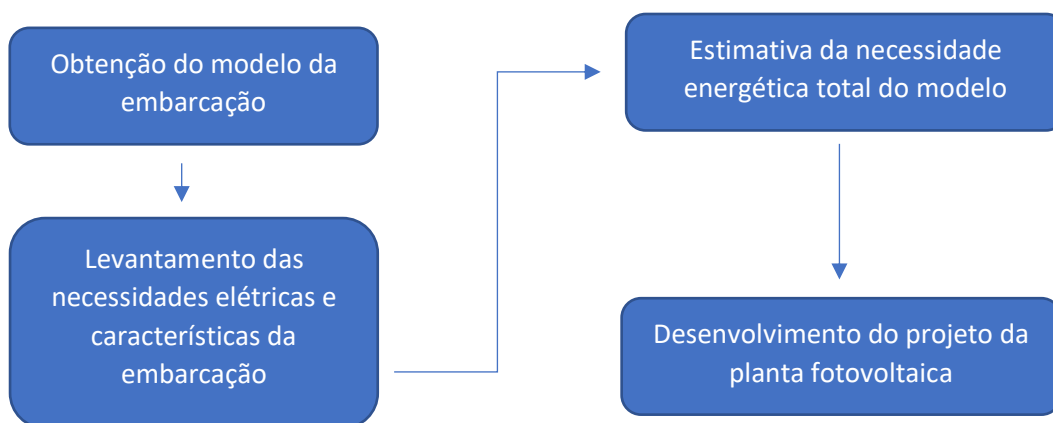 Obtenção do modelo da
embarcação
Levantamento das
necessidades elétricas e
características da
embarcação
Estimativa da necessidade
energética total do modelo
Desenvolvimento do projeto da
planta fotovoltaica